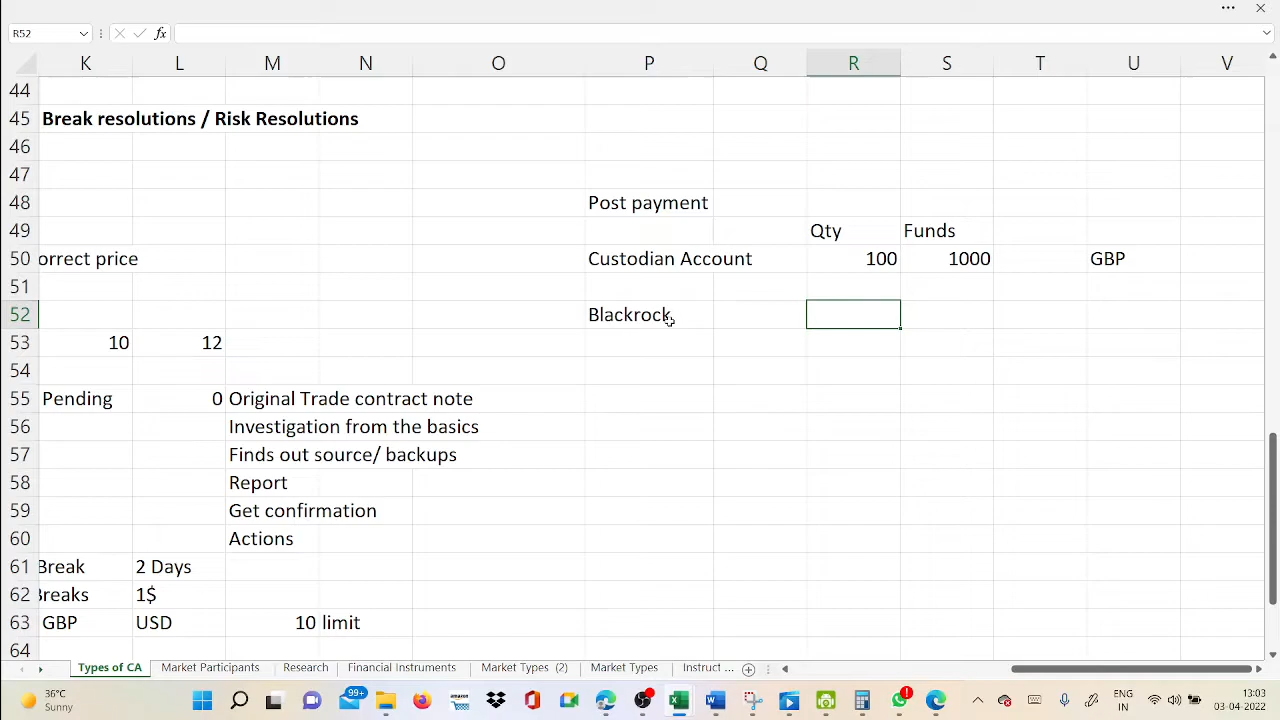 R52 fx
K L M N O P Q R S T U V
44
45 Break resolutions / Risk Resolutions
46
47
48 Post payment
49 Qty Funds
50 orrect price Custodian Account 100 1000 GBP
51
52 Blackrock
53 10 12
54
55 Pending 0 Original Trade contract note
56 Investigation from the basics
57 Finds out source/ backups
58 Report
59 Get confirmation
60 Actions
61 Break 2 Days
62 Breaks 1$
63 GBP USD 10 limit
64
Types of CA Market Participants Research Financial Instruments Market Types (2) Market Types Instruct ...
36°C
Sunny
99+
amazon
ENG
IN
13:03
03-04-2022